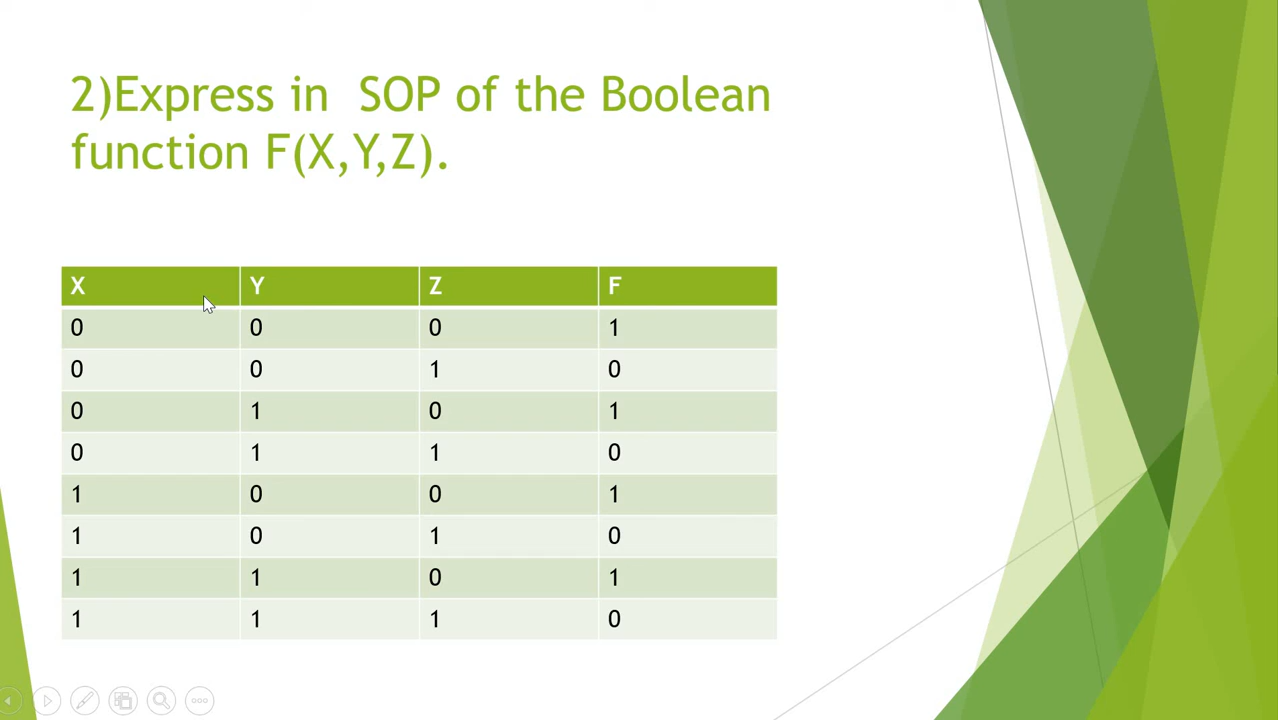 2)Express in  SOP of the Boolean
function F(X,Y,Z).
X Y Z F
0 0 0 1
0 0 1 0
0 1 0 1
0 1 1 0
1 0 0 1
1 0 1 0
1 1 0 1
1 1 1 0